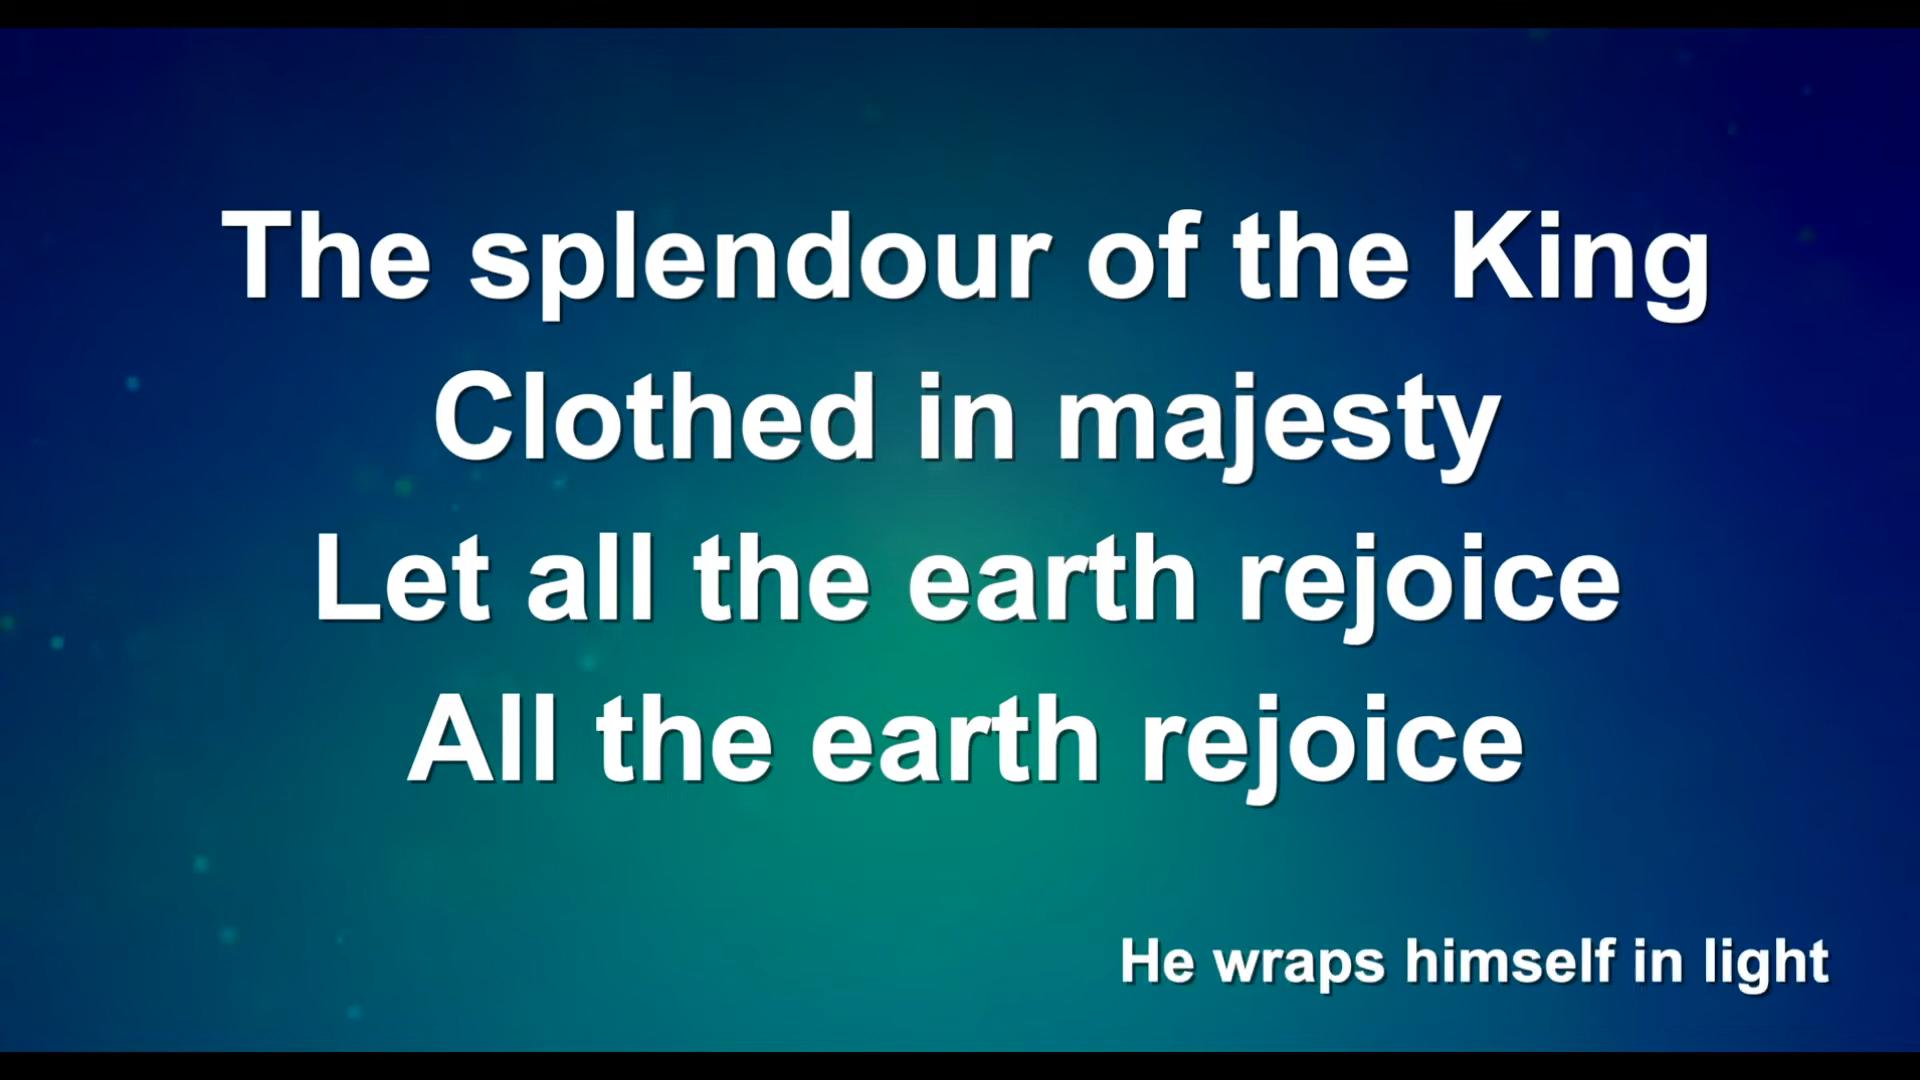 The splendour of the King
Clothed in majesty
Let all the earth rejoice
All the earth rejoice
He wraps himself in light